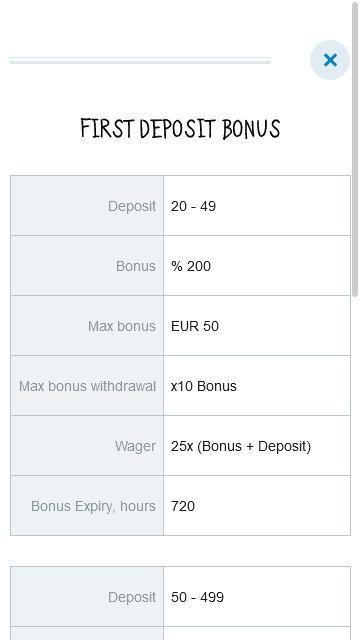 FIRST DEPOSIT BONUS
Deposit 20 - 49
Bonus % 200
Max bonus EUR 50
Max bonus withdrawal x10 Bonus
Wager 25x (Bonus + Deposit)
Bonus Expiry, hours 720
Deposit 50 - 499